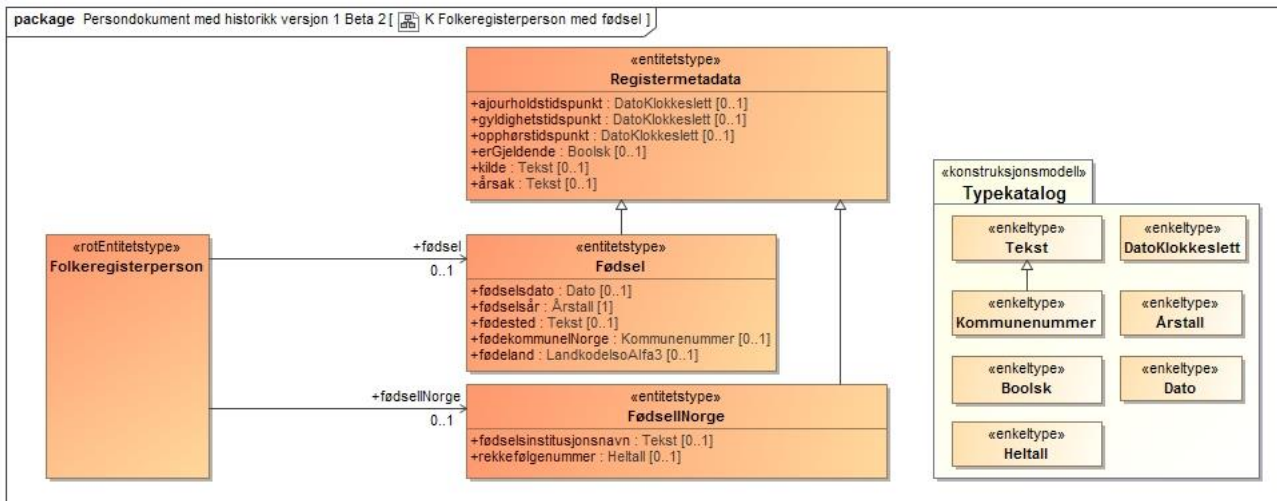 package Persondokument med historikk versjon 1 Beta 2 [ K Folkeregisterperson med fødsel ]
«entitetstype»
Registermetadata
+ajourholdstidspunkt : DatoKlokkeslett [0..1]
+gyldighetstidspunkt : DatoKlokkeslett [0..1]
+opphørstidspunkt : DatoKlokkeslett [0..1]
+erGjeldende : Boolsk [0..1]
+kilde : Tekst [0..1]
+årsak : Tekst [0..1]
«rotEntitetstype»
Folkeregisterperson
+fødsel
0..1
«entitetstype»
Fødsel
+fødselsdato : Dato [0..1]
+fødselsår : Årstall [1]
+fødested : Tekst [0..1]
+fødekommuneINorge : Kommunenummer [0..1]
+fødeland : LandkodeIsoAlfa3 [0..1]
+fødselINorge
0..1
«entitetstype»
FødselINorge
+fødselsinstitusjonsnavn : Tekst [0..1]
+rekkefølgenummer : Heltall [0..1]
«konstruksjonsmodell»
Typekatalog
«enkeltype»
Tekst
«enkeltype»
DatoKlokkeslett
«enkeltype»
Kommunenummer
«enkeltype»
Årstall
«enkeltype»
Boolsk
«enkeltype»
Dato
«enkeltype»
Heltall